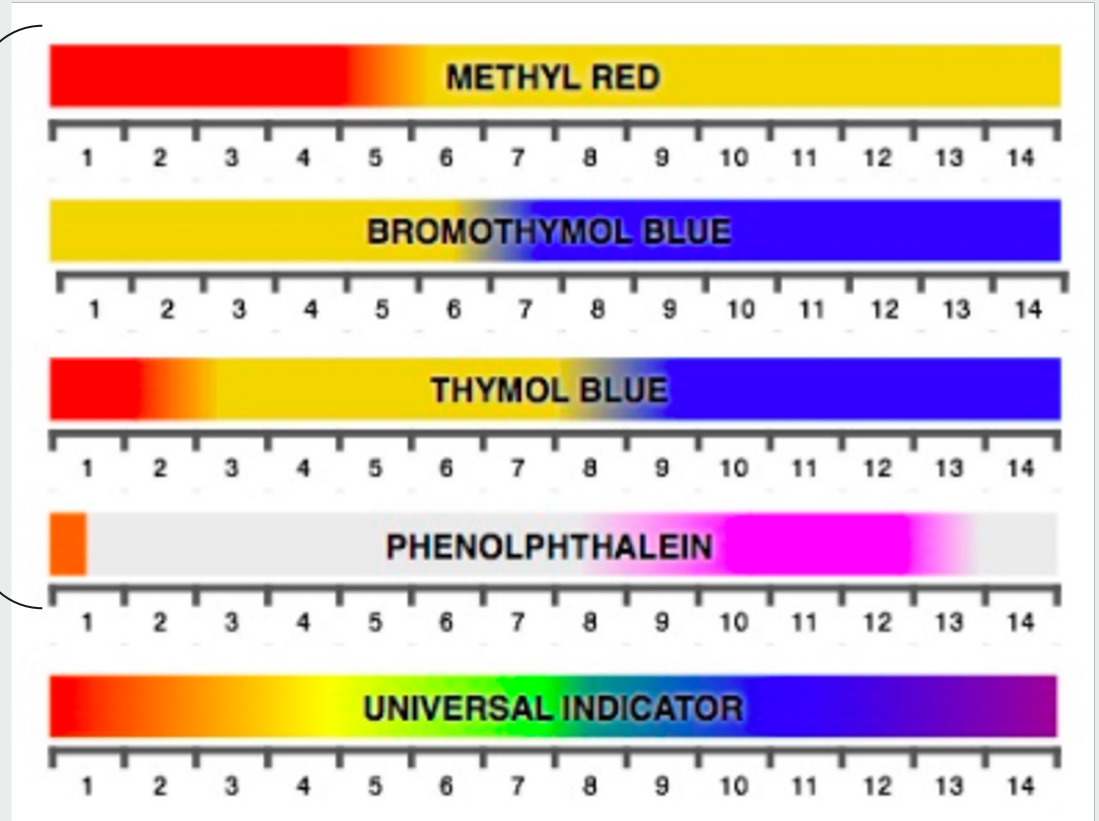 METHYL RED
1 2 3 4 5 6 7 8 9 10 11 12 13 14
BROMOTHYMOL BLUE
1 2 3 4 5 6 7 8 9 10 11 12 13 14
THYMOL BLUE
1 2 3 4 5 6 7 8 9 10 11 12 13 14
PHENOLPHTHALEIN
1 2 3 4 5 6 7 8 9 10 11 12 13 14
UNIVERSAL INDICATOR
1 2 3 4 5 6 7 8 9 10 11 12 13 14